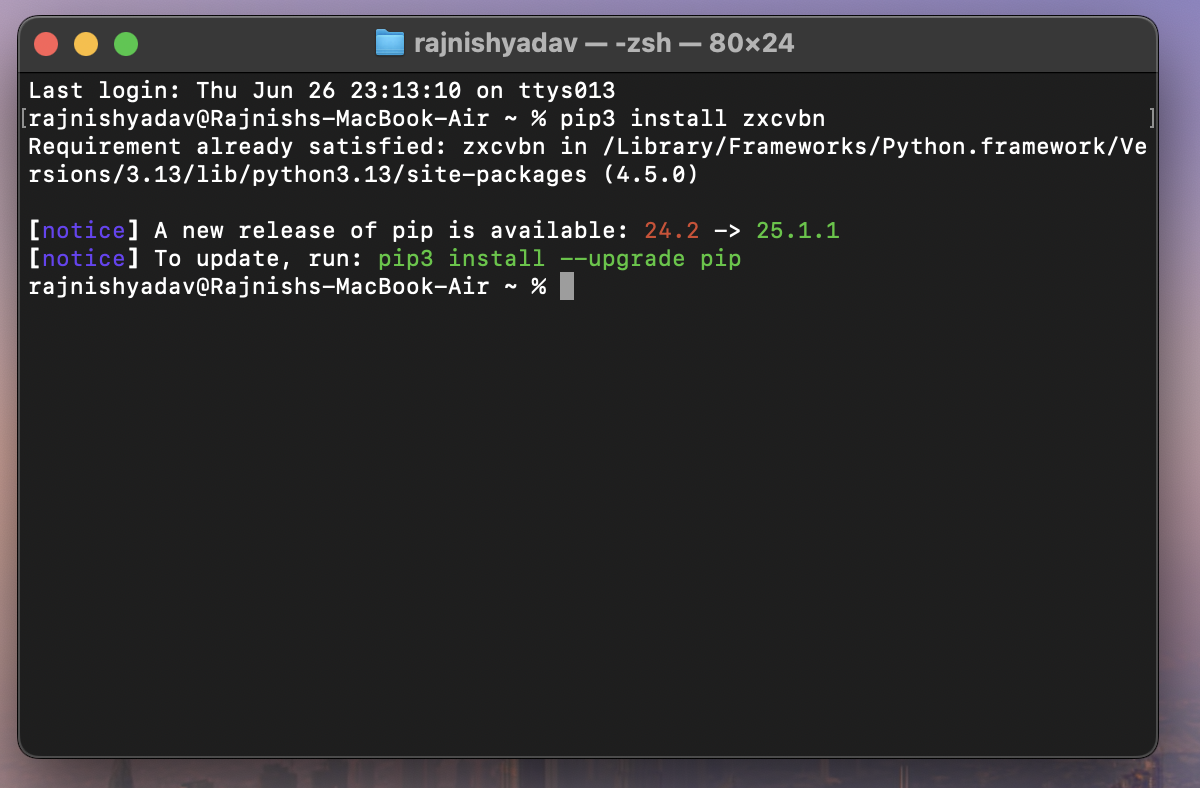 rajnishyadav — -zsh — 80×24
Last login: Thu Jun 26 23:13:10 on ttys013
[rajnishyadav@Rajnishs-MacBook-Air ~ % pip3 install zxcvbn ]
Requirement already satisfied: zxcvbn in /Library/Frameworks/Python.framework/Ve
rsions/3.13/lib/python3.13/site-packages (4.5.0)
[notice] A new release of pip is available: 24.2 -> 25.1.1
[notice] To update, run: pip3 install --upgrade pip
rajnishyadav@Rajnishs-MacBook-Air ~ %